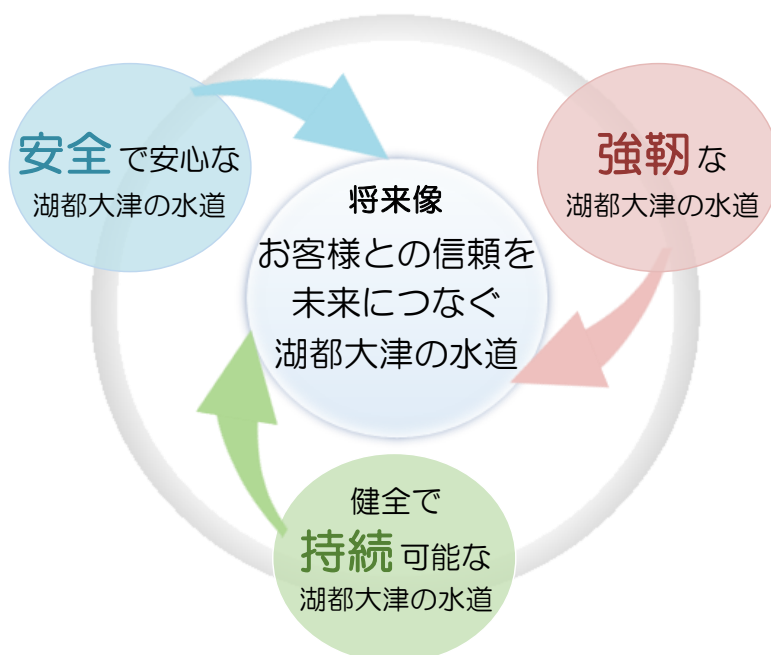 安全で安心な
湖都大津の水道
強靭な
湖都大津の水道
将来像
お客様との信頼を
未来につなぐ
湖都大津の水道
健全で
持続可能な
湖都大津の水道